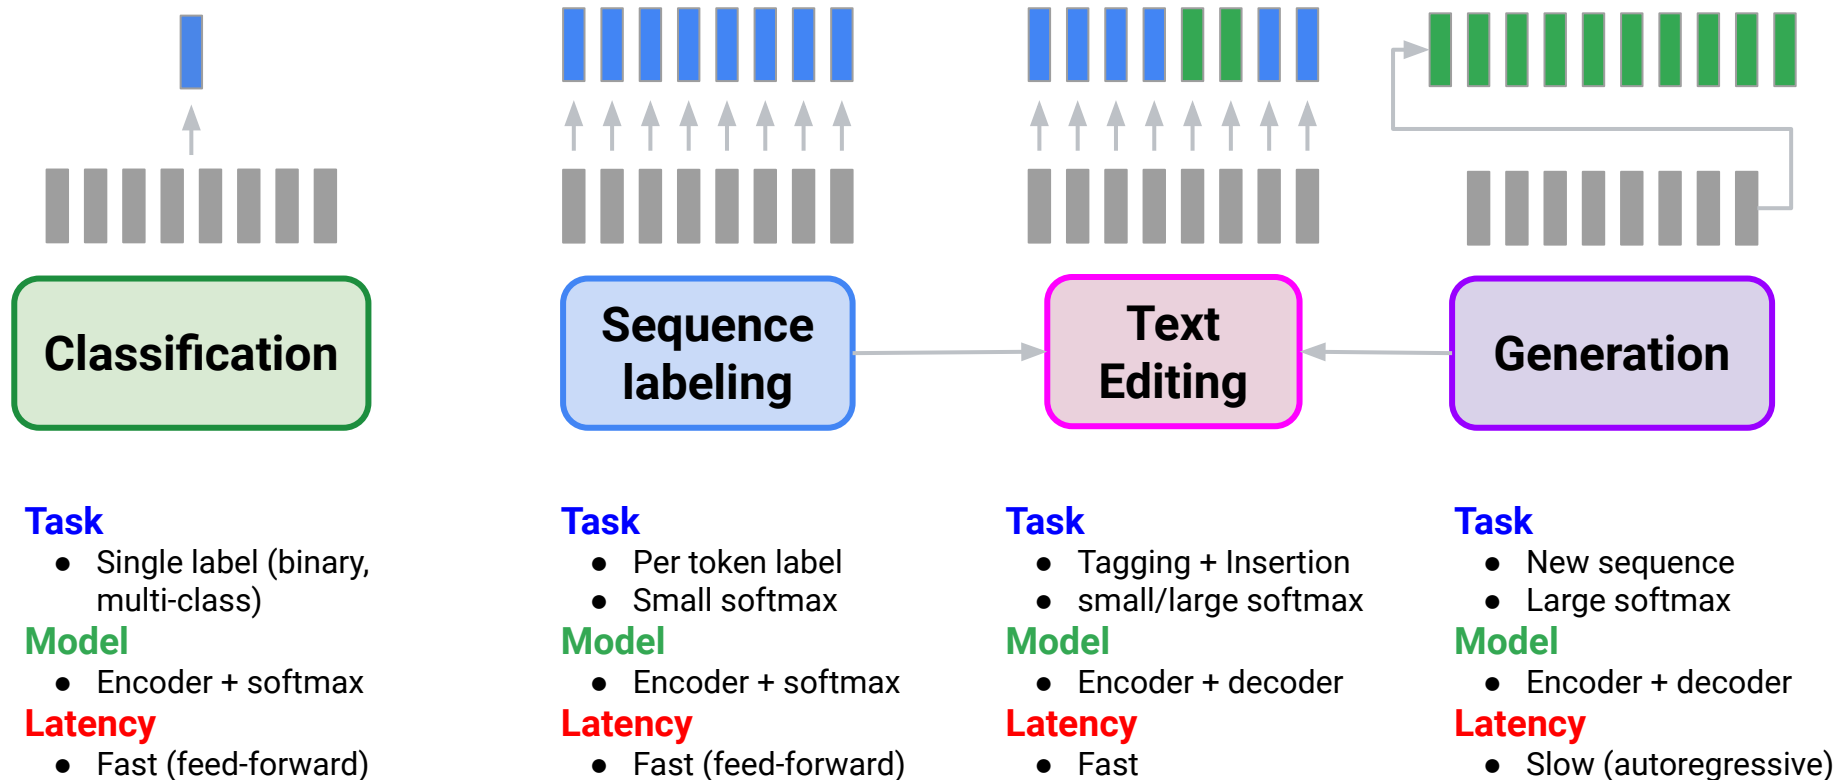 Classification
Sequence
labeling
Text
Editing
Generation
Task
● Single label (binary,
multi-class)
Model
● Encoder + softmax
Latency
● Fast (feed-forward)
Task
● Per token label
● Small softmax
Model
● Encoder + softmax
Latency
● Fast (feed-forward)
Task
● Tagging + Insertion
● small/large softmax
Model
● Encoder + decoder
Latency
● Fast
Task
● New sequence
● Large softmax
Model
● Encoder + decoder
Latency
● Slow (autoregressive)